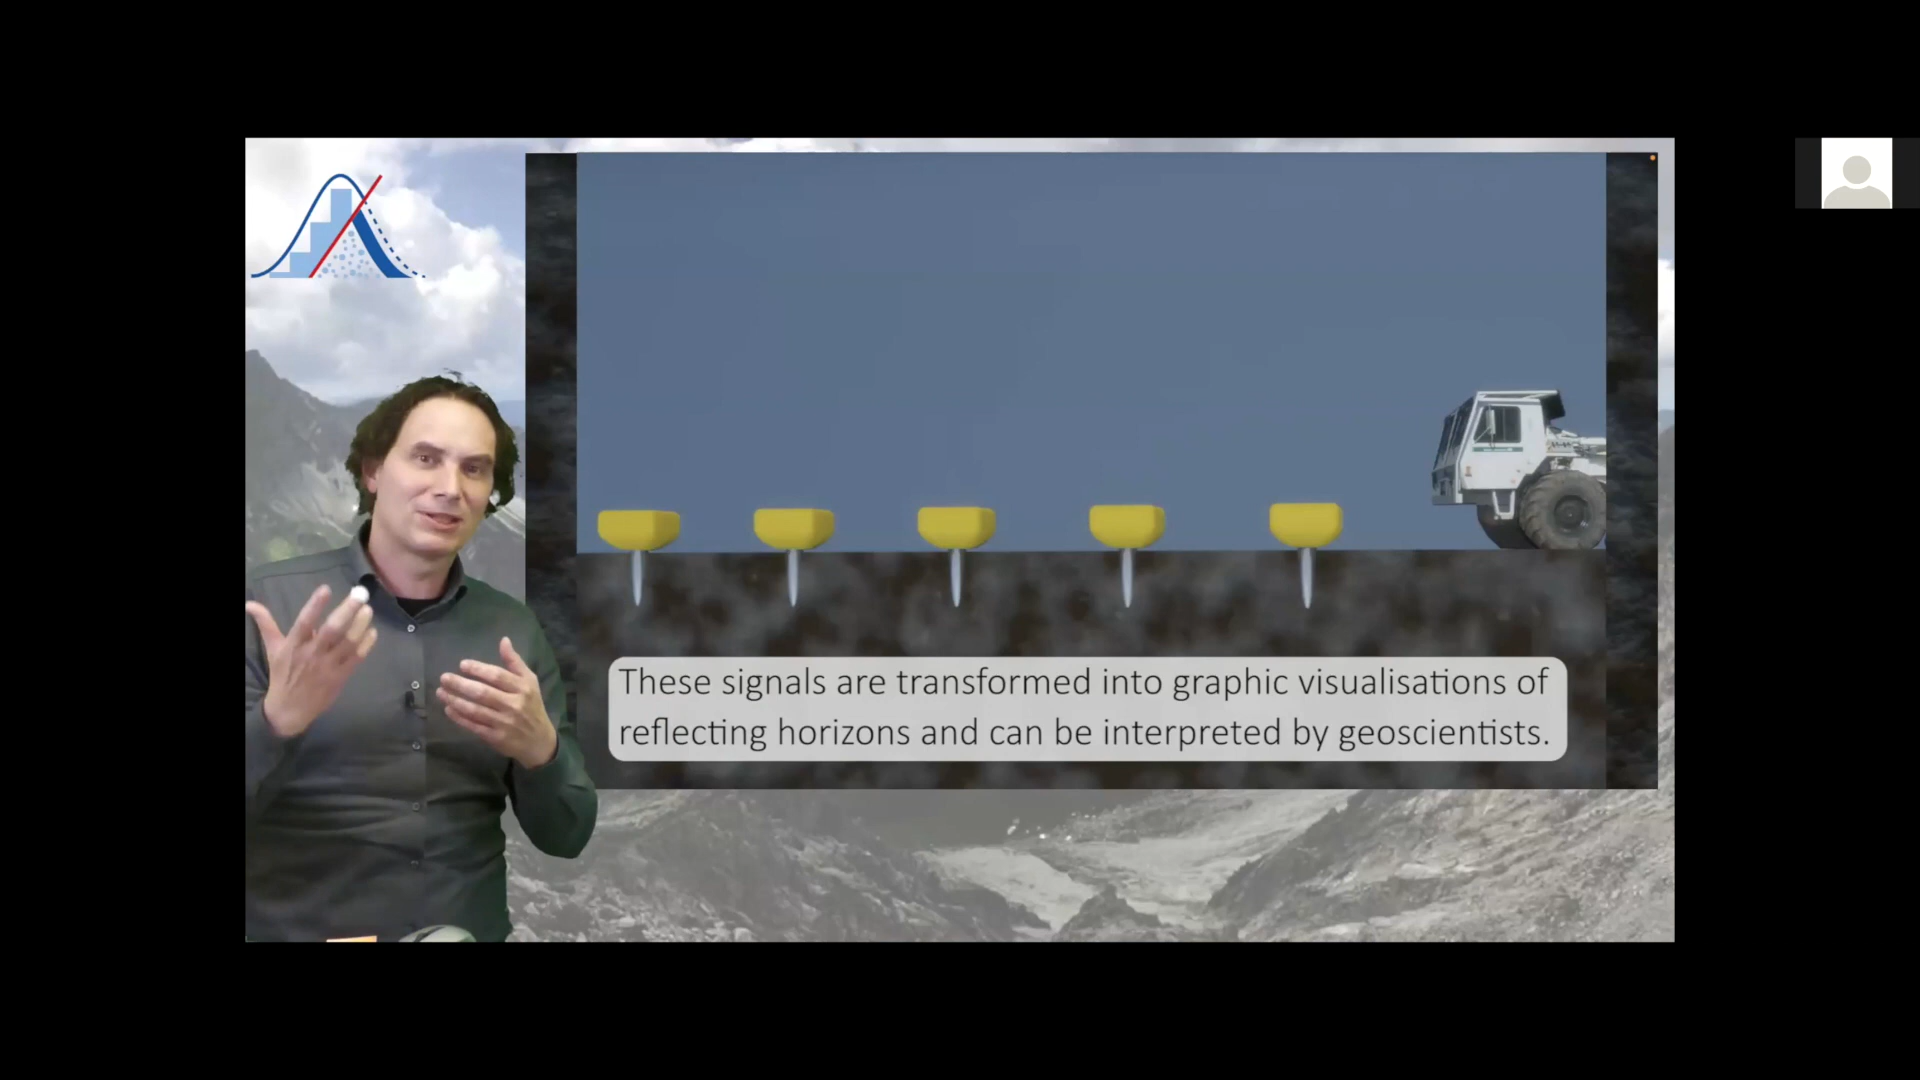 These signals are transformed into graphic visualisations of
reflecting horizons and can be interpreted by geoscientists.